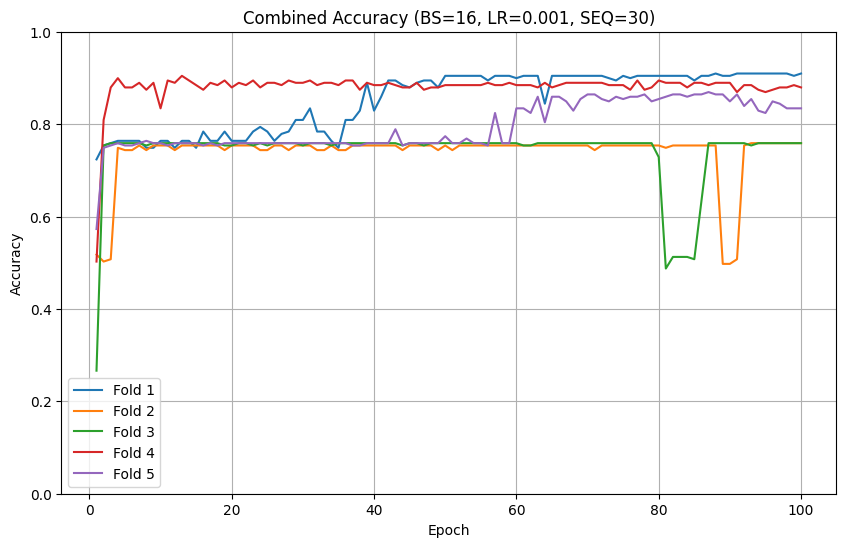 Combined Accuracy (BS=16, LR=0.001, SEQ=30)
1.0
0.8
0.6
0.4
0.2
0.0
Accuracy
Fold 1
Fold 2
Fold 3
Fold 4
Fold 5
0 20 40 60 80 100
Epoch